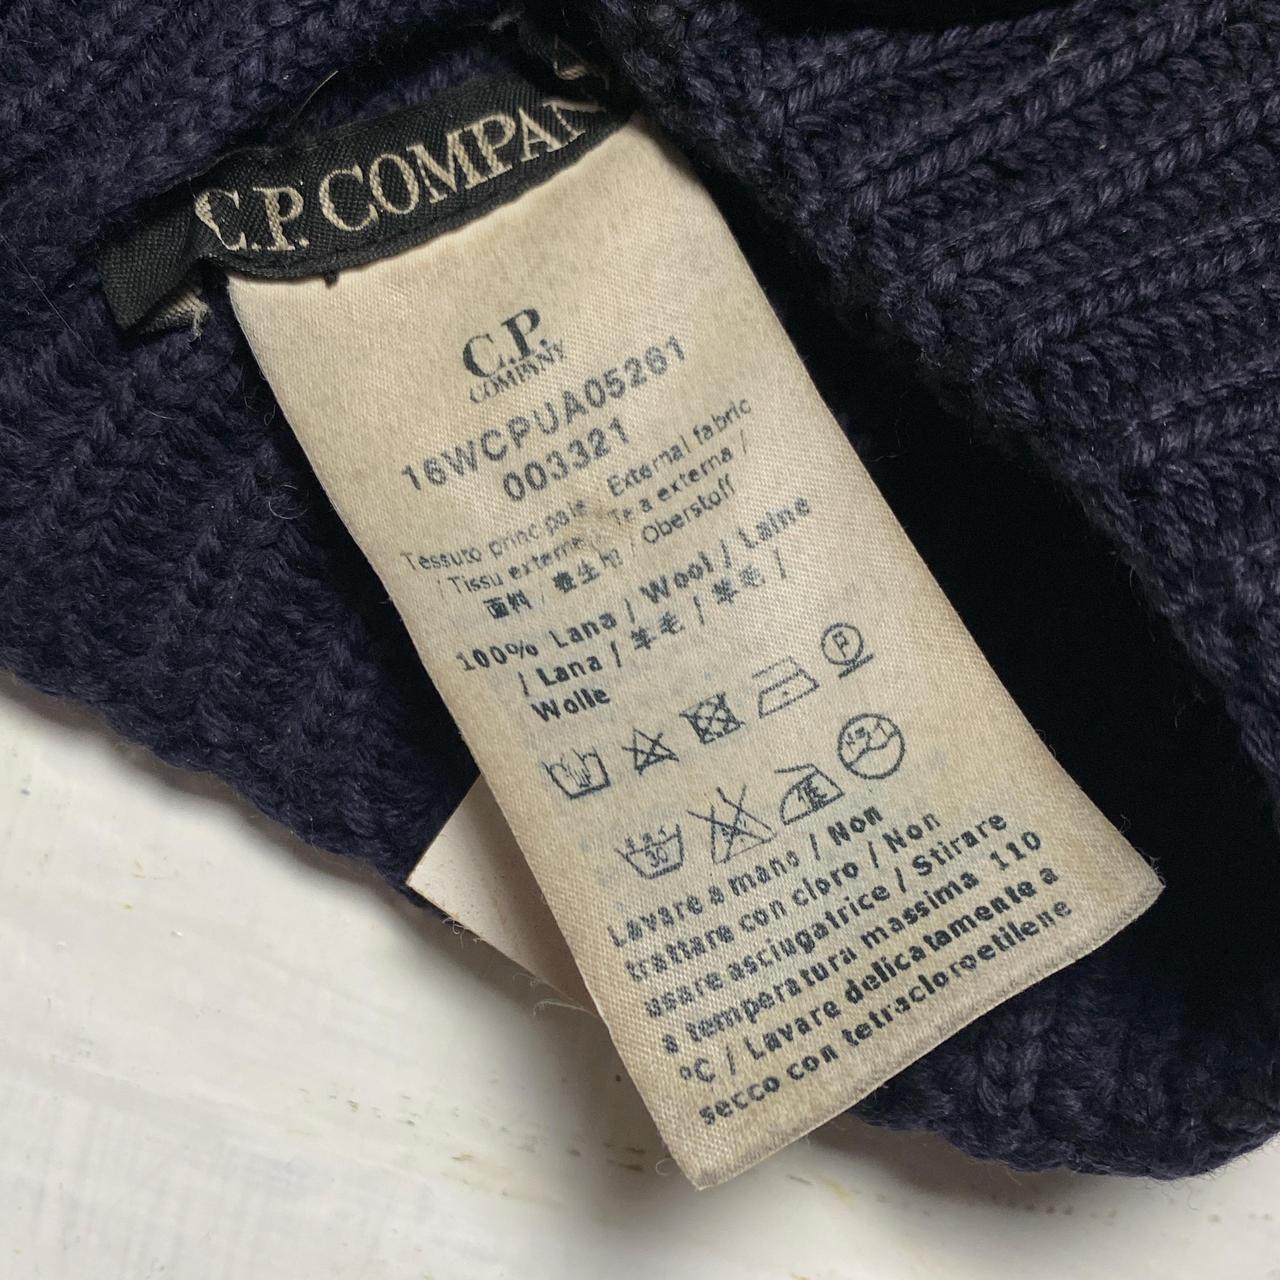 C.P. COMPAN
C.P.
COMPANY
16WCPUA05261
003321
Tessuto principale External fabric
/ Tissu externe Te a externa /
面料 / / Oberstoff
100% Lana / Wool / Laine
/ Lana / 羊毛 / 羊毛 /
Wolle
P
30
Lavare a mano / Non
trattare con cloro / Non
usare asciugatrice / Stirare
a temperatura massima 110
°C / Lavare delicatamente a
secco con tetracloroetilene